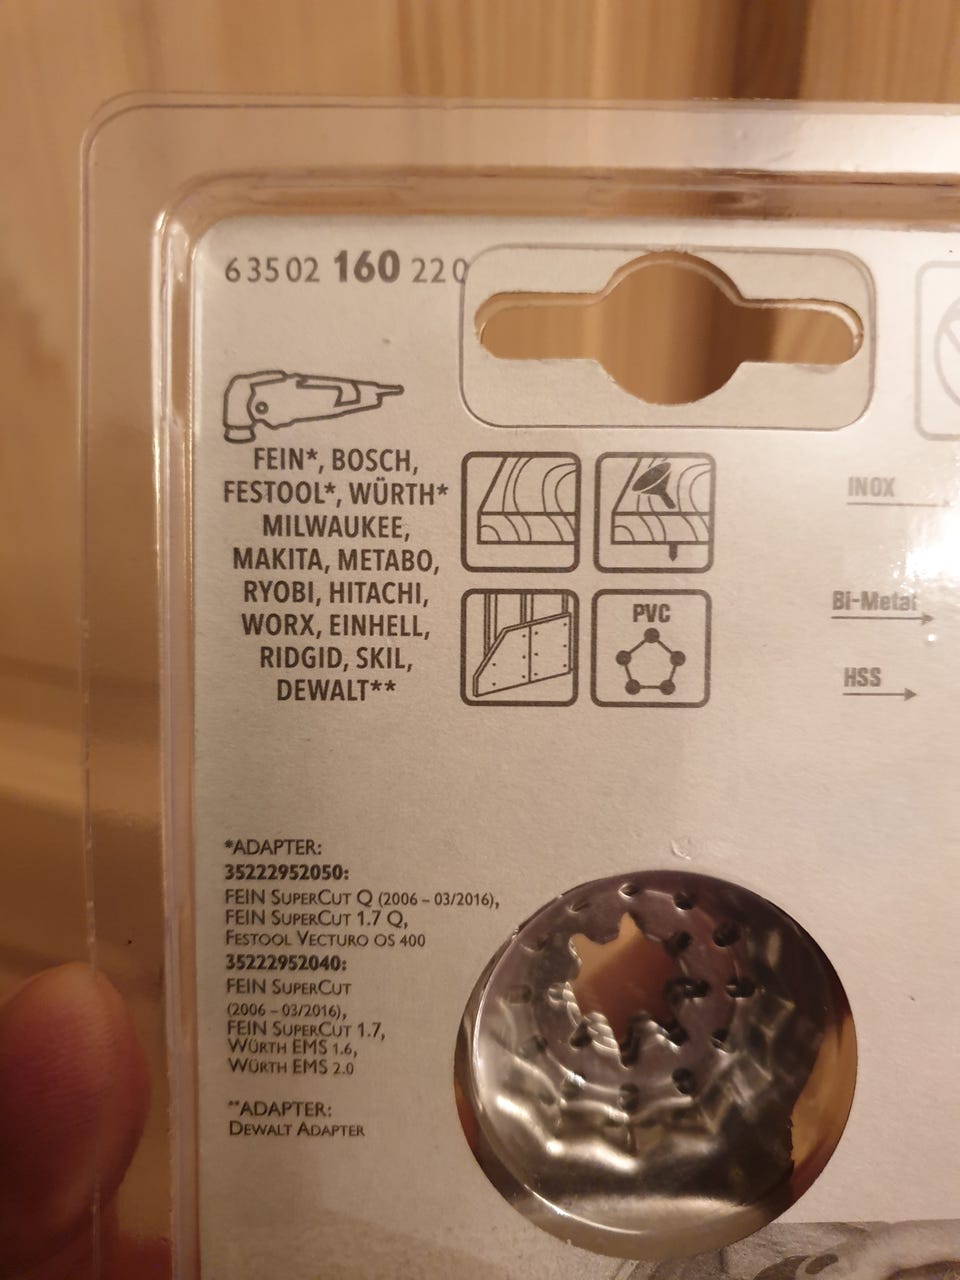 63502 160 220
FEIN*, BOSCH,
FESTOOL*, WÜRTH*
MILWAUKEE,
MAKITA, METABO,
RYOBI, HITACHI,
WORX, EINHELL,
RIDGID, SKIL,
DEWALT**
PVC
INOX
Bi-Metal
HSS
*ADAPTER:
35222952050:
FEIN SUPERCUT Q (2006 – 03/2016),
FEIN SUPERCUT 1.7 Q,
FESTOOL VECTURO OS 400
35222952040:
FEIN SUPERCUT
(2006 – 03/2016),
FEIN SUPERCUT 1.7,
WÜRTH EMS 1.6,
WÜRTH EMS 2.0
**ADAPTER:
DEWALT ADAPTER